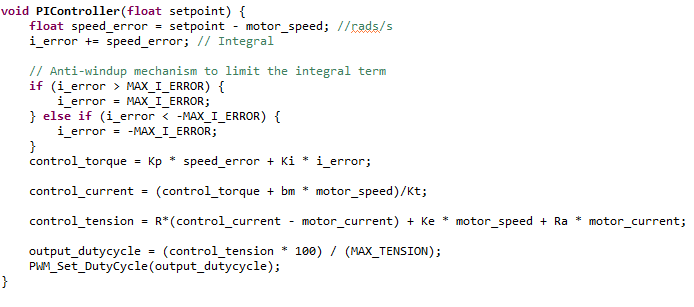 void PIController(float setpoint) {
    float speed_error = setpoint - motor_speed; //rads/s
    i_error += speed_error; // Integral

    // Anti-windup mechanism to limit the integral term
    if (i_error > MAX_I_ERROR) {
        i_error = MAX_I_ERROR;
    } else if (i_error < -MAX_I_ERROR) {
        i_error = -MAX_I_ERROR;
    }
    control_torque = Kp * speed_error + Ki * i_error;

    control_current = (control_torque + bm * motor_speed)/Kt;

    control_tension = R*(control_current - motor_current) + Ke * motor_speed + Ra * motor_current;

    output_dutycycle = (control_tension * 100) / (MAX_TENSION);
    PWM_Set_DutyCycle(output_dutycycle);
}